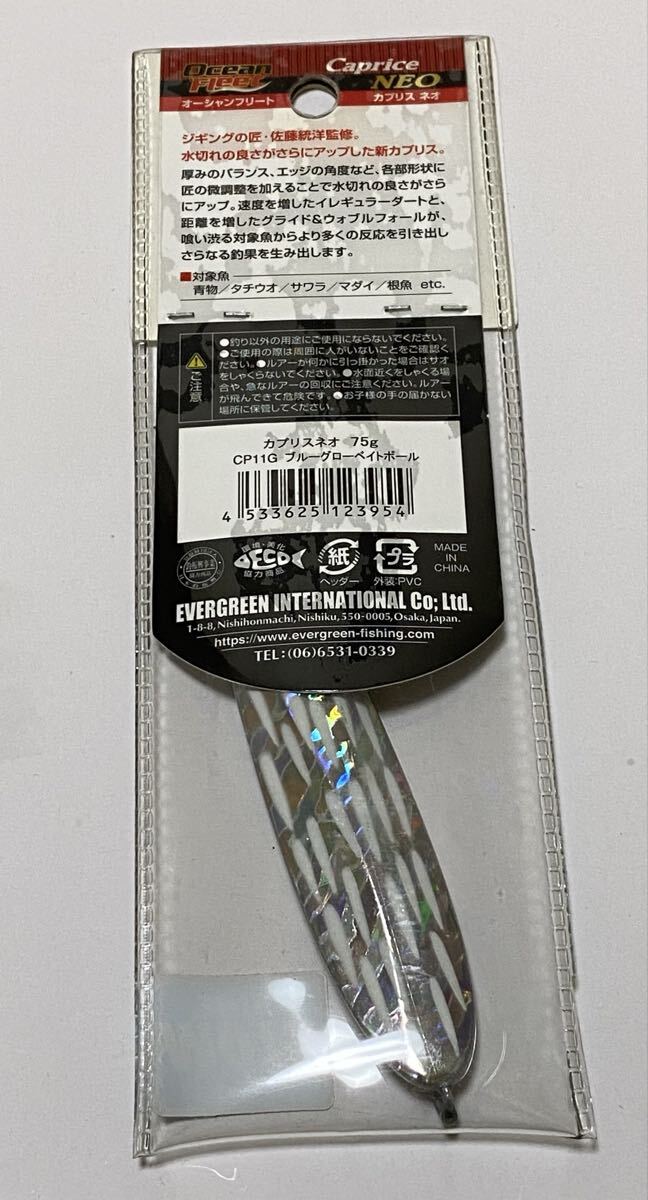 Ocean Fleet
オーシャンフリート
Caprice
NEO
カプリス ネオ
ジギングの匠・佐藤統洋監修。
水切れの良さがさらにアップした新カプリス。
厚みのバランス、エッジの角度など、各部形状に
匠の微調整を加えることで水切れの良さがさら
にアップ。速度を増したイレギュラーダートと、
距離を増したグライド&ウォブルフォールが、
喰い渋る対象魚からより多くの反応を引き出し
さらなる釣果を生み出します。
■対象魚
青物/タチウオ/サワラ/マダイ/根魚 etc.
ご注意
●釣り以外の用途にご使用にならないでください。
●ご使用の際は周囲に人がいないことをご確認く
ださい。●ルアーが何かに引っ掛かった場合はサオ
をしゃくらないでください。●水面近くをしゃくる場
合や、急なルアーの回収にご注意ください。ルアー
が飛んできて危険です。●お子様の手の届かない
場所に保管してください。
カプリスネオ 75g
CP11G ブルーグローベイトボール
4 533625 123954
環境・美化
ECO
協力商品
紙
ヘッダー
プラ
外装:PVC
MADE IN
CHINA
EVERGREEN INTERNATIONAL Co; Ltd.
1-8-8, Nishihonmachi, Nishiku, 550-0005, Osaka, Japan.
https://www.evergreen-fishing.com
TEL:(06)6531-0339